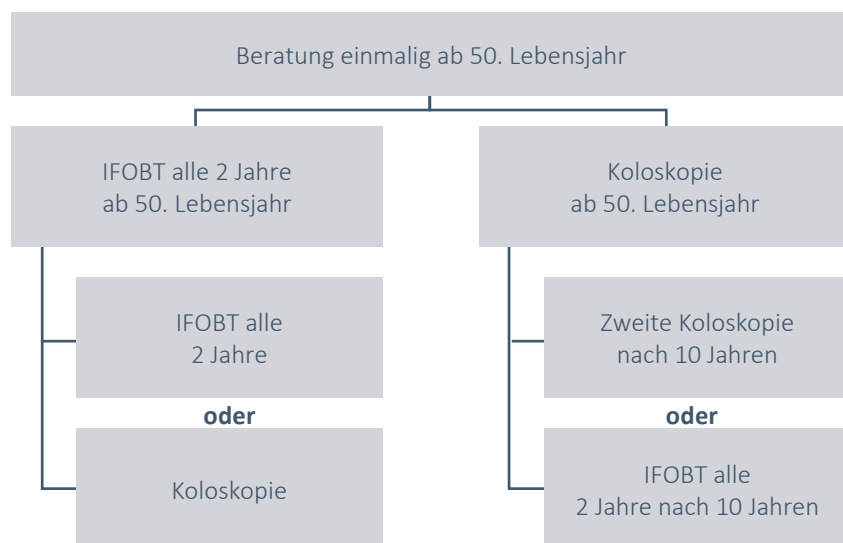 Beratung einmalig ab 50. Lebensjahr
IFOBT alle 2 Jahre
ab 50. Lebensjahr
IFOBT alle
2 Jahre
oder
Koloskopie
Koloskopie
ab 50. Lebensjahr
Zweite Koloskopie
nach 10 Jahren
oder
IFOBT alle
2 Jahre nach 10 Jahren